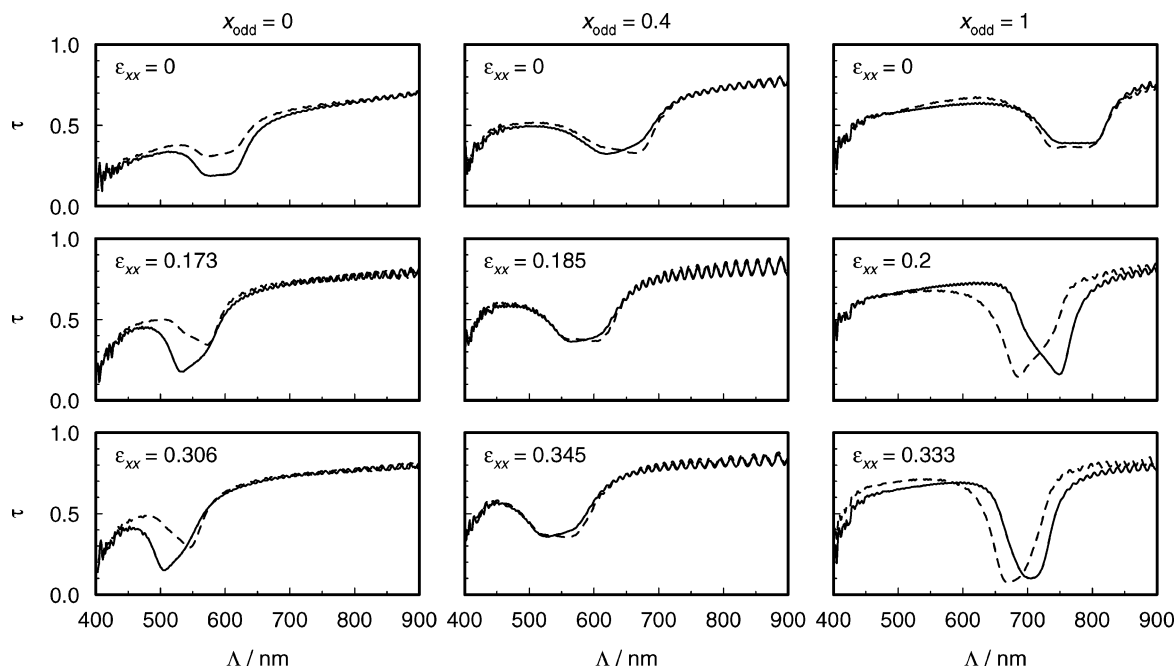 x_odd = 0 x_odd = 0.4 x_odd = 1
1.0
ε_xx = 0 ε_xx = 0 ε_xx = 0
τ 0.5
0.0
1.0
ε_xx = 0.173 ε_xx = 0.185 ε_xx = 0.2
τ 0.5
0.0
1.0
ε_xx = 0.306 ε_xx = 0.345 ε_xx = 0.333
τ 0.5
0.0
400 500 600 700 800 900 400 500 600 700 800 900 400 500 600 700 800 900
Λ / nm Λ / nm Λ / nm